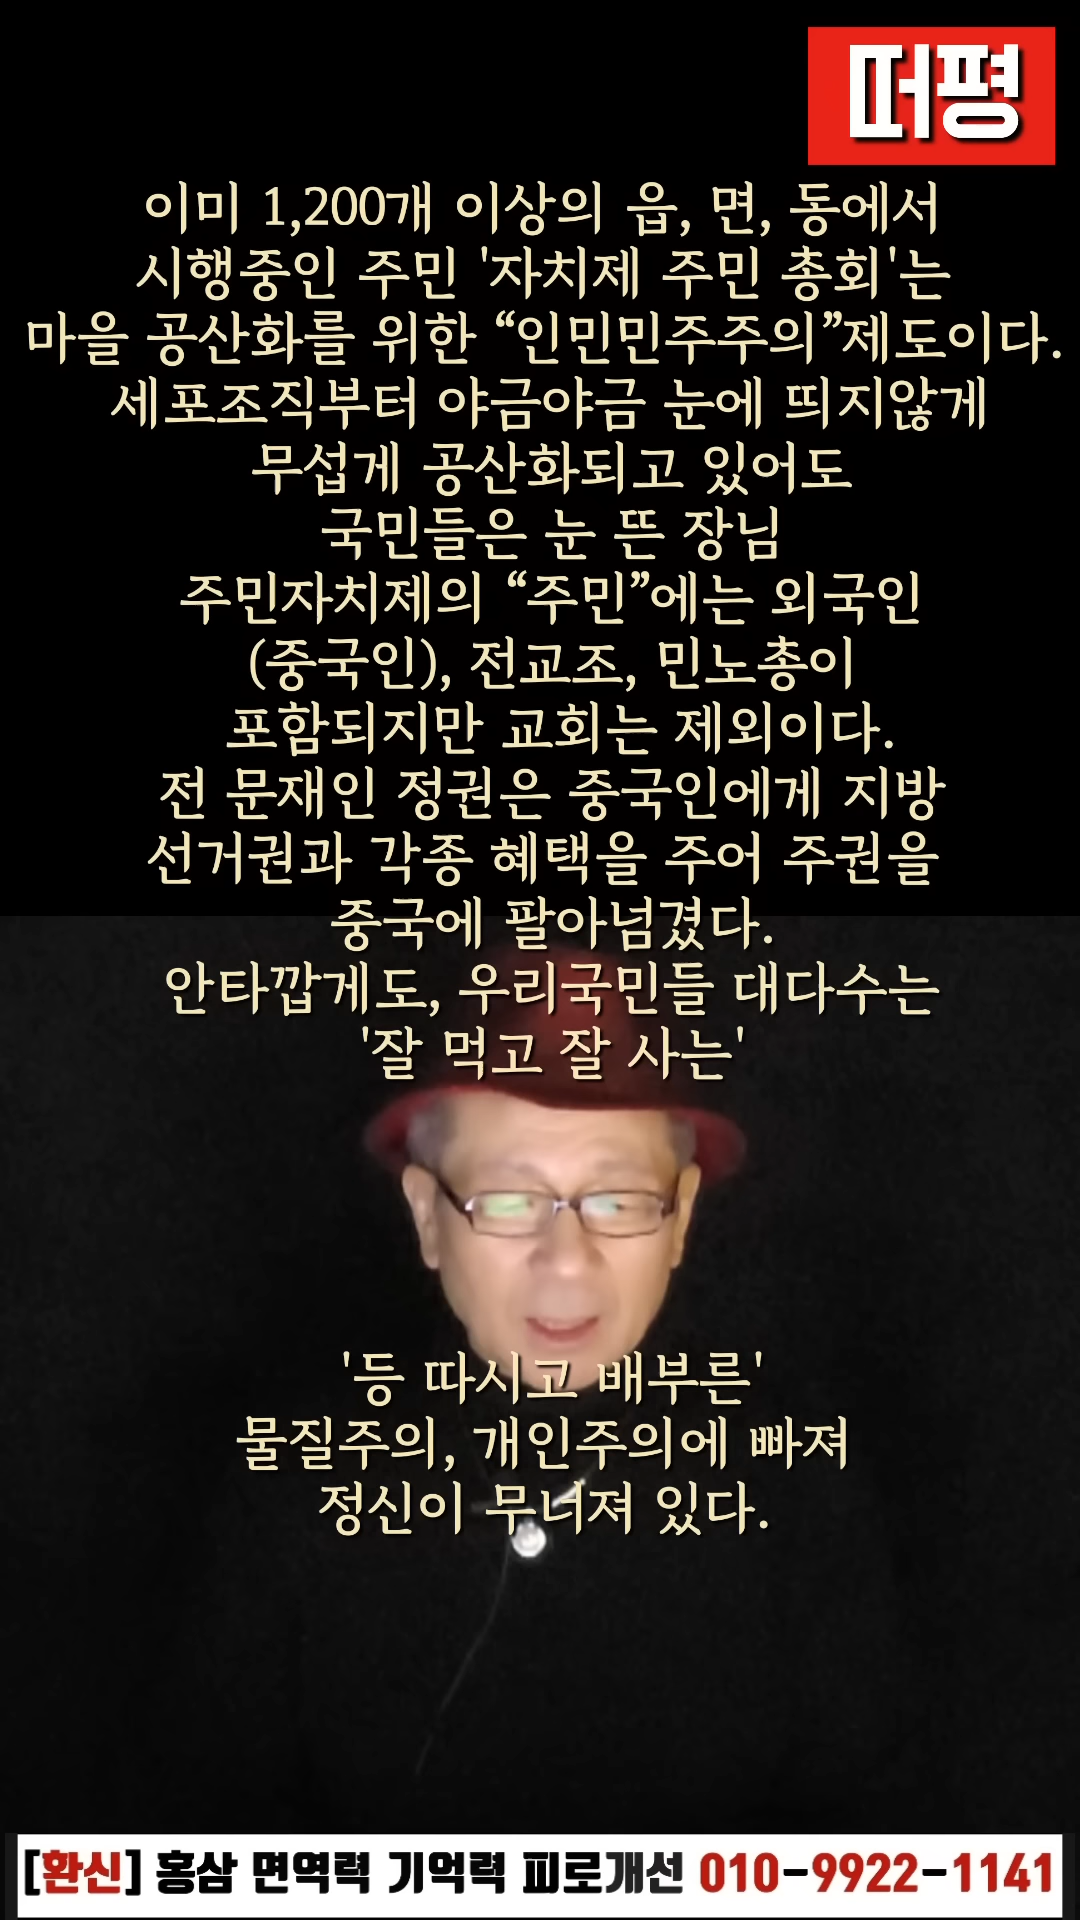 떠평
이미 1,200개 이상의 읍, 면, 동에서
시행중인 주민 '자치제 주민 총회'는
마을 공산화를 위한 “인민민주주의”제도이다.
세포조직부터 야금야금 눈에 띄지않게
무섭게 공산화되고 있어도
국민들은 눈 뜬 장님
주민자치제의 “주민”에는 외국인
(중국인), 전교조, 민노총이
포함되지만 교회는 제외이다.
전 문재인 정권은 중국인에게 지방
선거권과 각종 혜택을 주어 주권을
중국에 팔아넘겼다.
안타깝게도, 우리국민들 대다수는
'잘 먹고 잘 사는'
'등 따시고 배부른'
물질주의, 개인주의에 빠져
정신이 무너져 있다.
[환신] 홍삼 면역력 기억력 피로개선 010-9922-1141